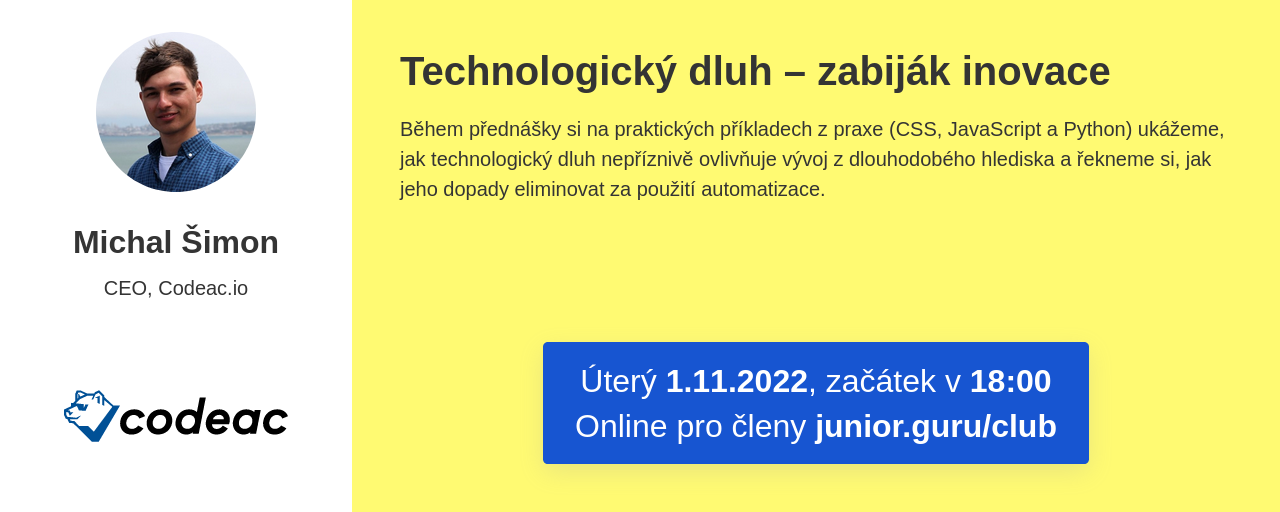 Michal Šimon
CEO, Codeac.io
codeac
Technologický dluh – zabiják inovace
Během přednášky si na praktických příkladech z praxe (CSS, JavaScript a Python) ukážeme,
jak technologický dluh nepříznivě ovlivňuje vývoj z dlouhodobého hlediska a řekneme si, jak
jeho dopady eliminovat za použití automatizace.
Úterý 1.11.2022, začátek v 18:00
Online pro členy junior.guru/club